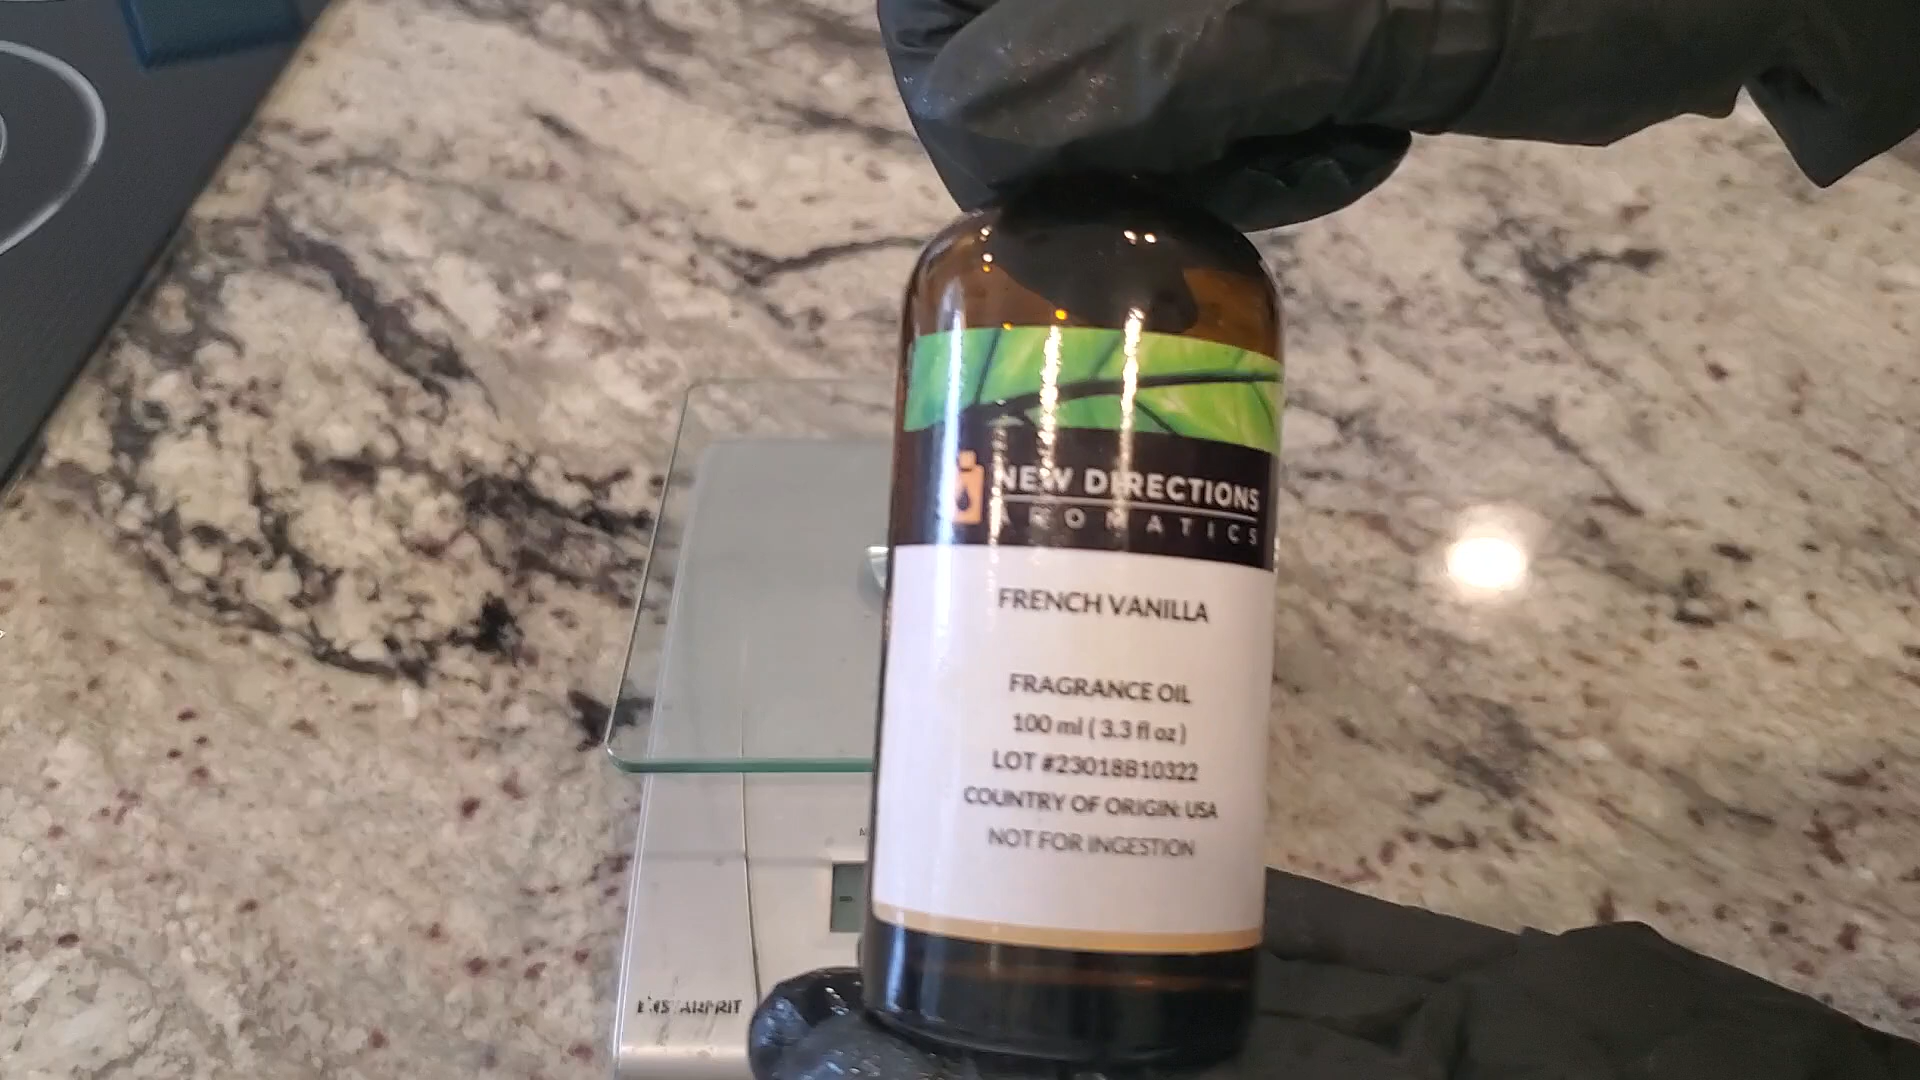 NEW DIRECTIONS
AROMATICS
FRENCH VANILLA
FRAGRANCE OIL
100 ml ( 3.3 fl oz )
LOT #23018B10322
COUNTRY OF ORIGIN: USA
NOT FOR INGESTION